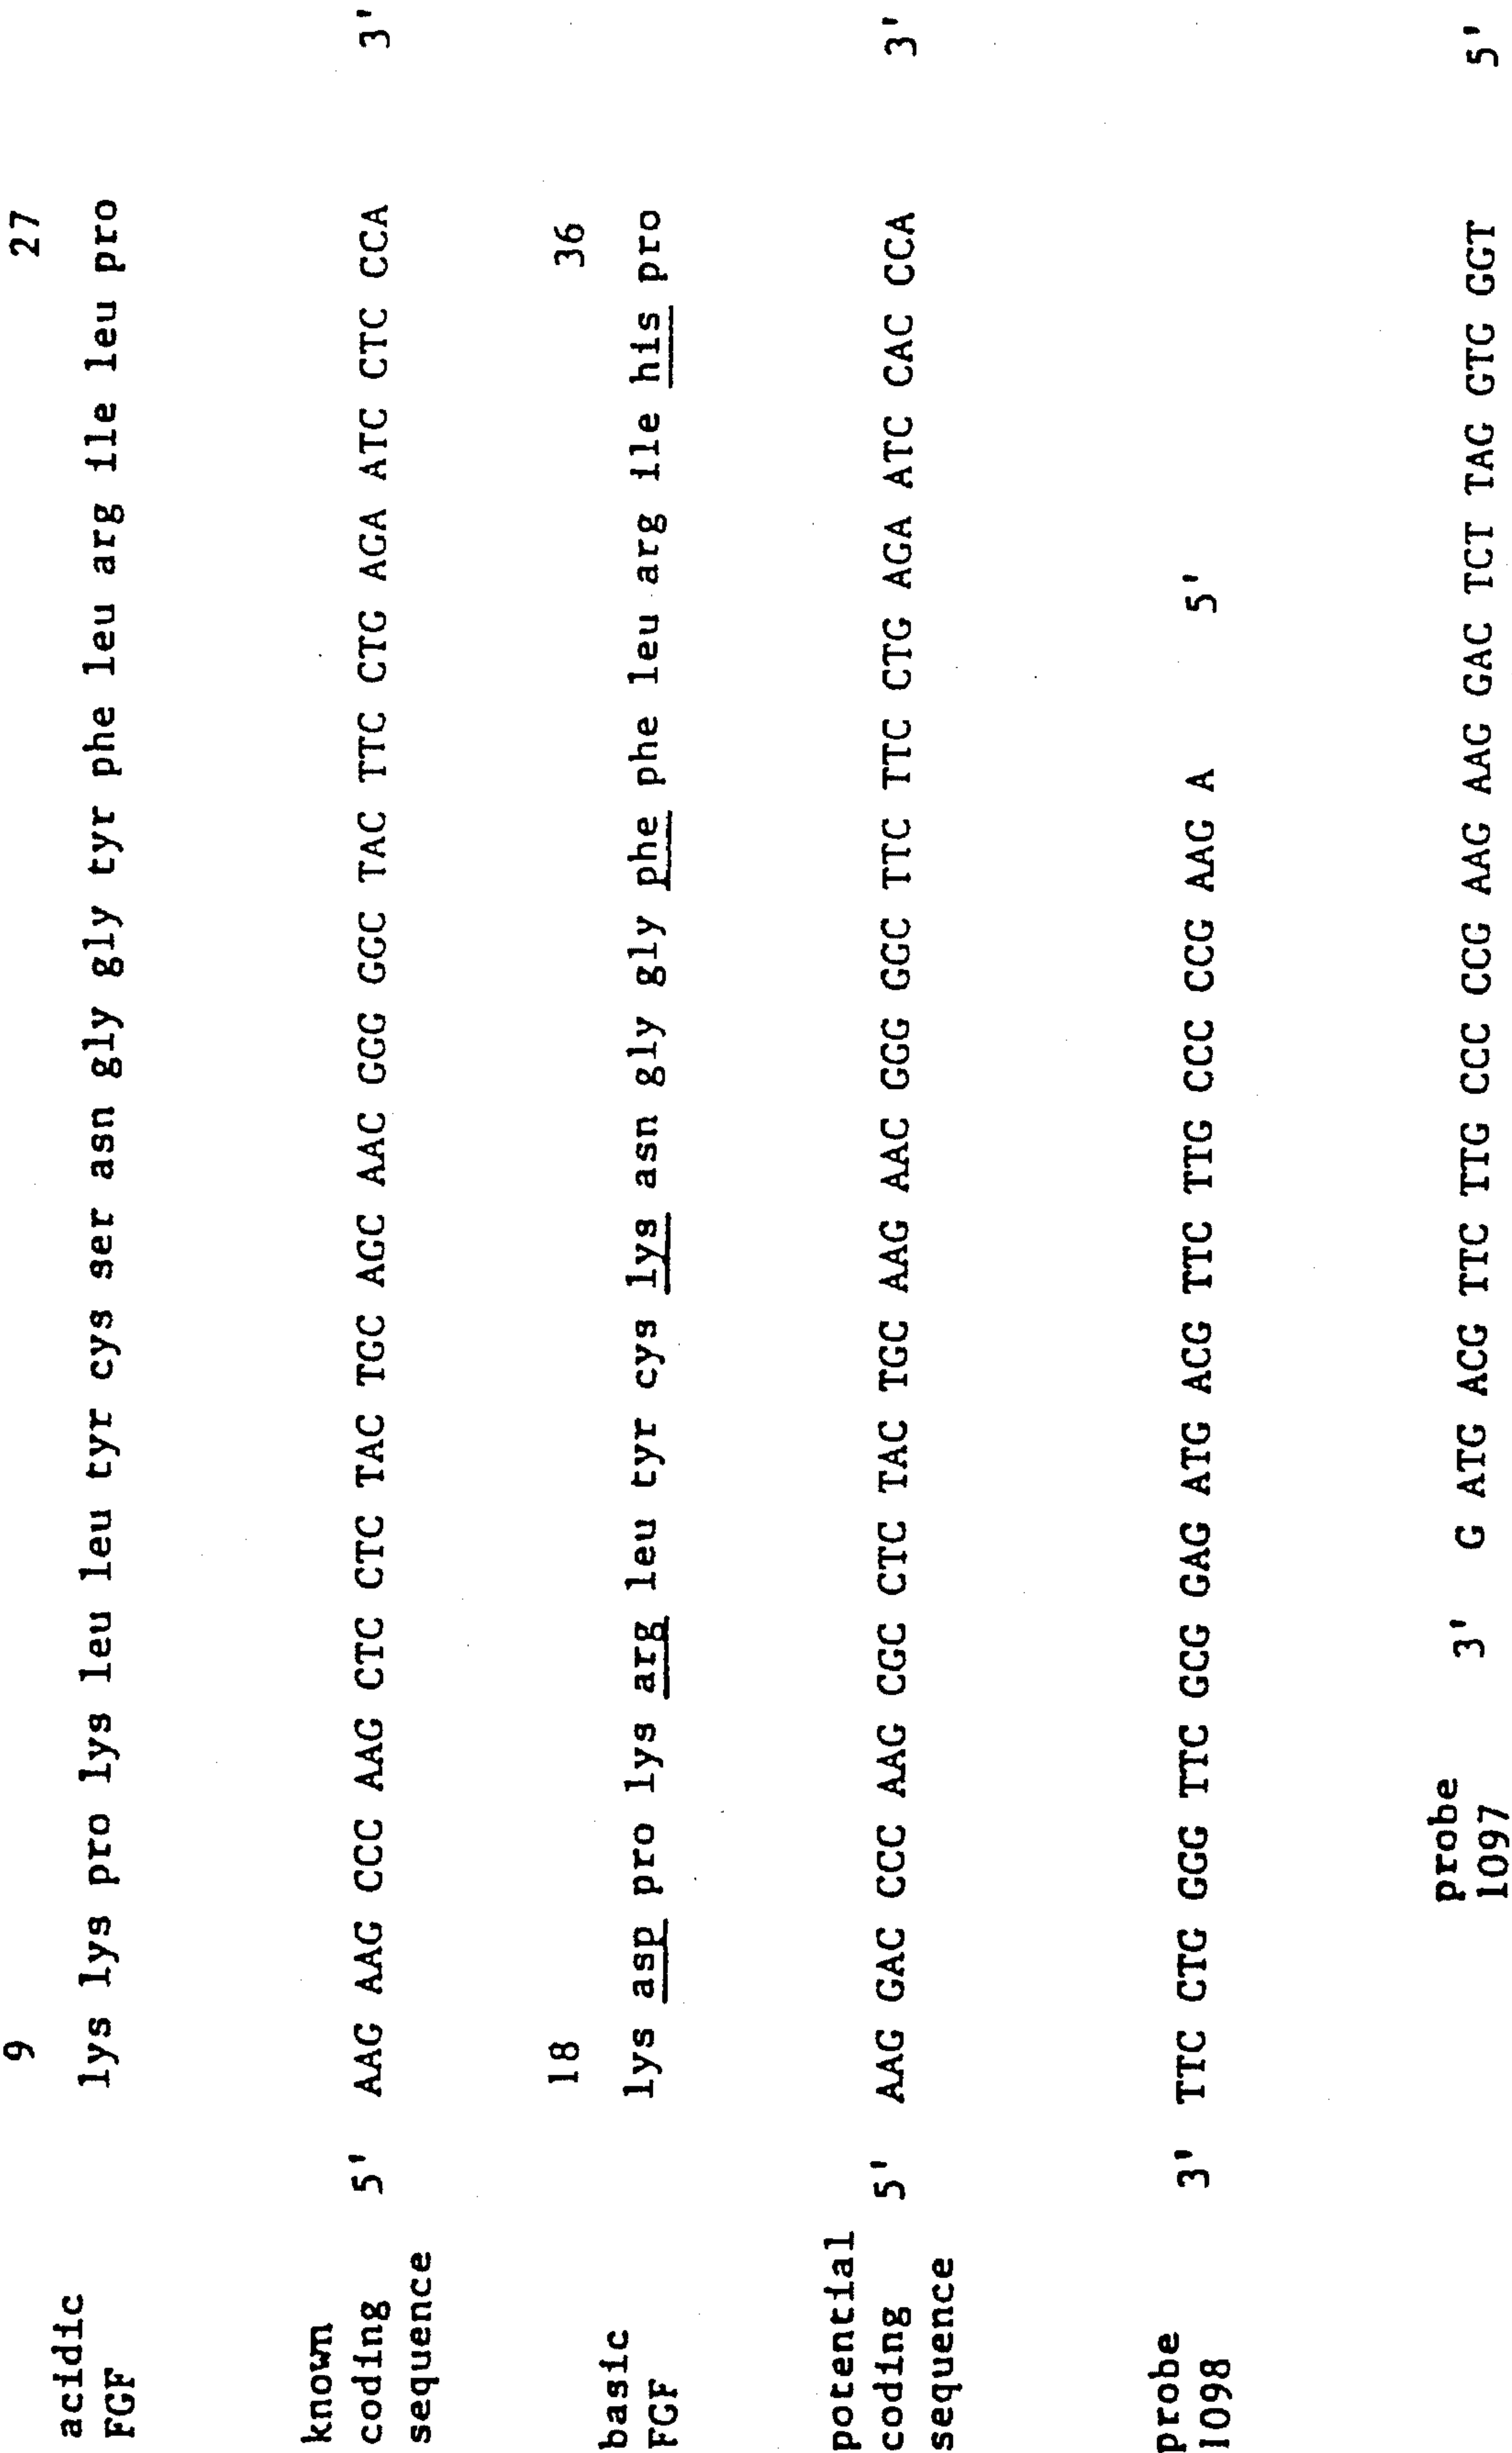 9 27
acidic lys lys pro lys leu leu tyr cys ser asn gly gly tyr phe leu arg ile leu pro
FGF
known
coding 5' AAG AAG CCC AAG CTC CTC TAC TGC AGC AAC GGG GGC TAC TTC CTG AGA ATC CTC CCA 3'
sequence
18 36
basic lys asp pro lys arg leu tyr cys lys asn gly gly phe phe leu arg ile his pro
FGF
potential
coding 5' AAG GAC CCC AAG CGC CTC TAC TGC AAG AAC GGG GGC TTC TTC CTG AGA ATC CAC CCA 3'
sequence
probe 3' TTC CTG GGG TTC GCG GAG ATG ACG TTC TTG CCC CCG AAG A 5'
1098
probe 3' G ATG ACG TTC TTG CCC CCG AAG AAG GAC TCT TAG GTG GGT 5'
1097